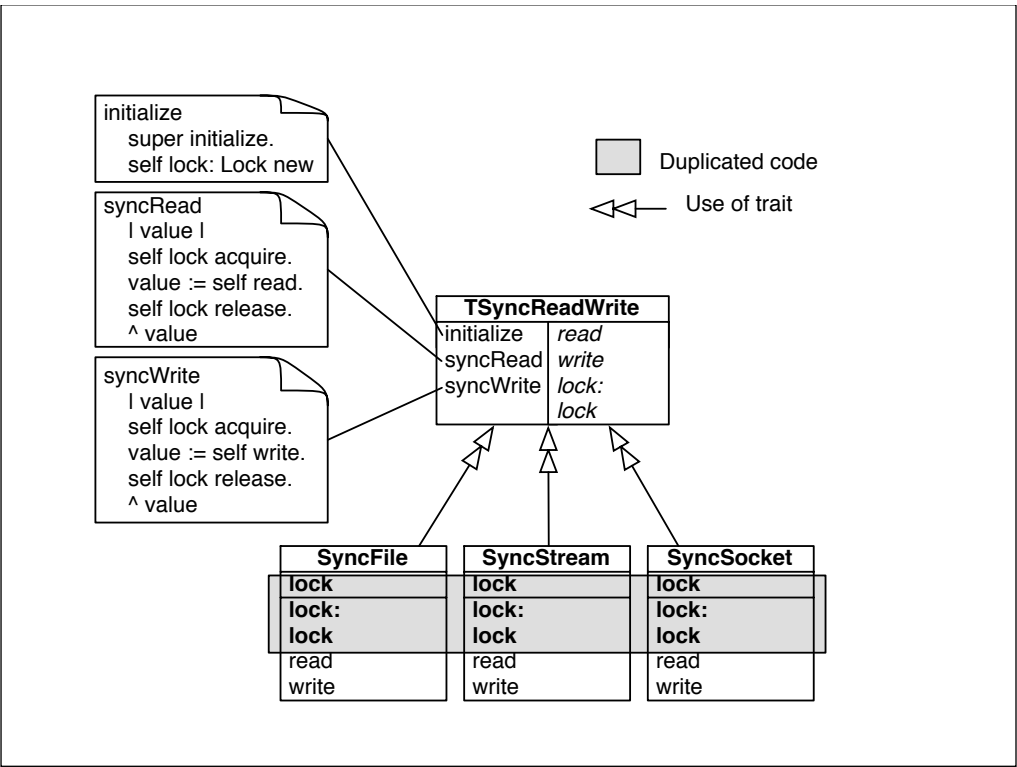 initialize
super initialize.
self lock: Lock new
syncRead
| value |
self lock acquire.
value := self read.
self lock release.
^ value
syncWrite
| value |
self lock acquire.
value := self write.
self lock release.
^ value
Duplicated code
Use of trait
TSyncReadWrite
initialize read
syncRead write
syncWrite lock:
lock
SyncFile
lock
lock:
lock
read
write
SyncStream
lock
lock:
lock
read
write
SyncSocket
lock
lock:
lock
read
write